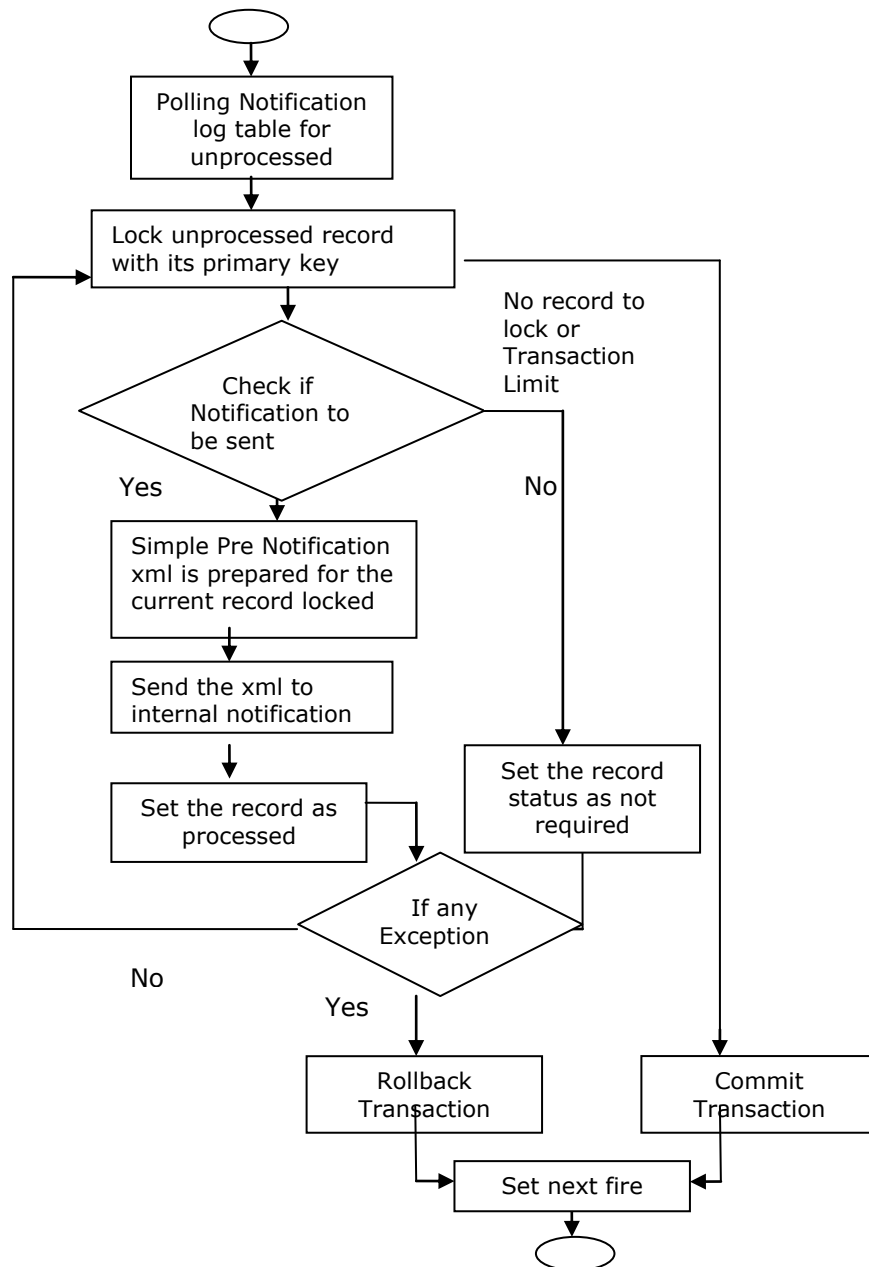 Polling Notification
log table for
unprocessed
Lock unprocessed record
with its primary key
No record to
lock or
Transaction
Limit
Check if
Notification to
be sent
Yes
No
Simple Pre Notification
xml is prepared for the
current record locked
Send the xml to
internal notification
Set the record as
processed
Set the record
status as not
required
If any
Exception
No
Yes
Rollback
Transaction
Commit
Transaction
Set next fire